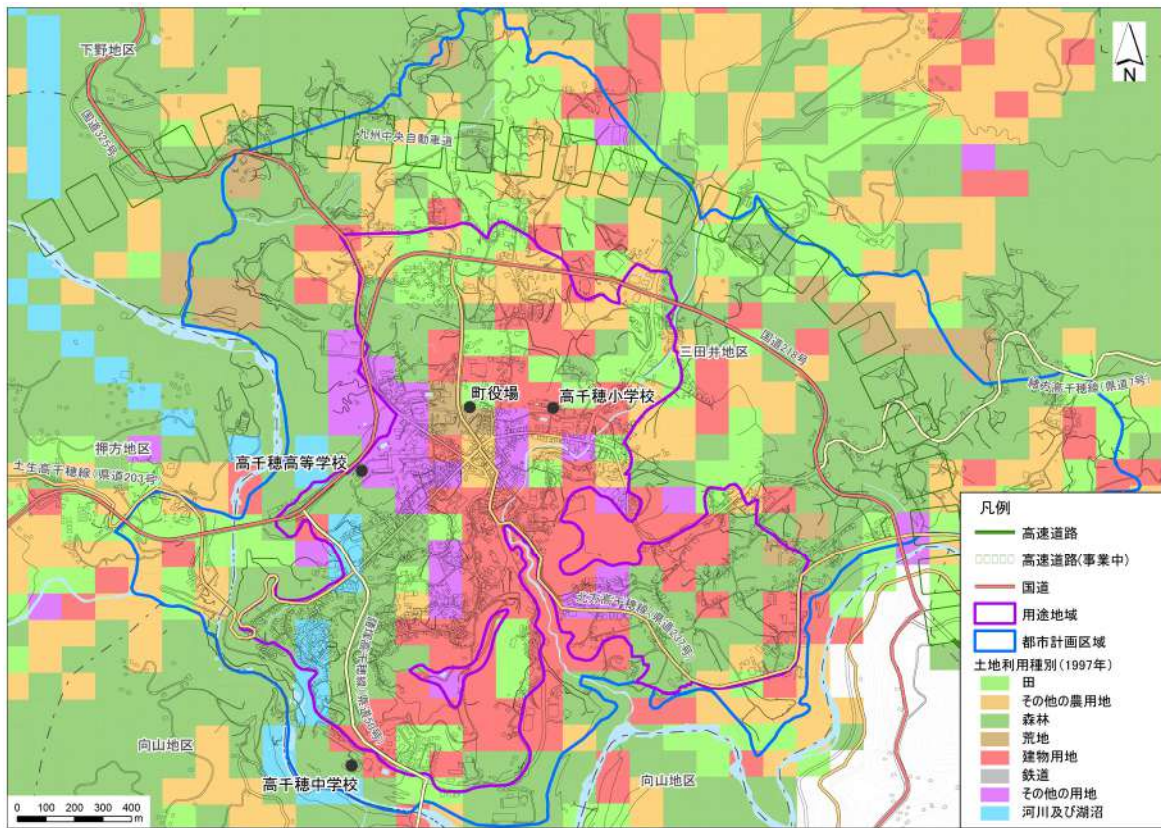 下野地区
国道325号
九州中央自動車道
N
三田井地区
国道218号
緒方高千穂線(県道7号)
町役場
高千穂小学校
押方地区
高千穂高等学校
土生高千穂線(県道203号)
向山地区
高千穂中学校
向山地区
0 100 200 300 400
m
凡例
高速道路
高速道路(事業中)
国道
用途地域
都市計画区域
土地利用種別(1997年)
田
その他の農用地
森林
荒地
建物用地
鉄道
その他の用地
河川及び湖沼